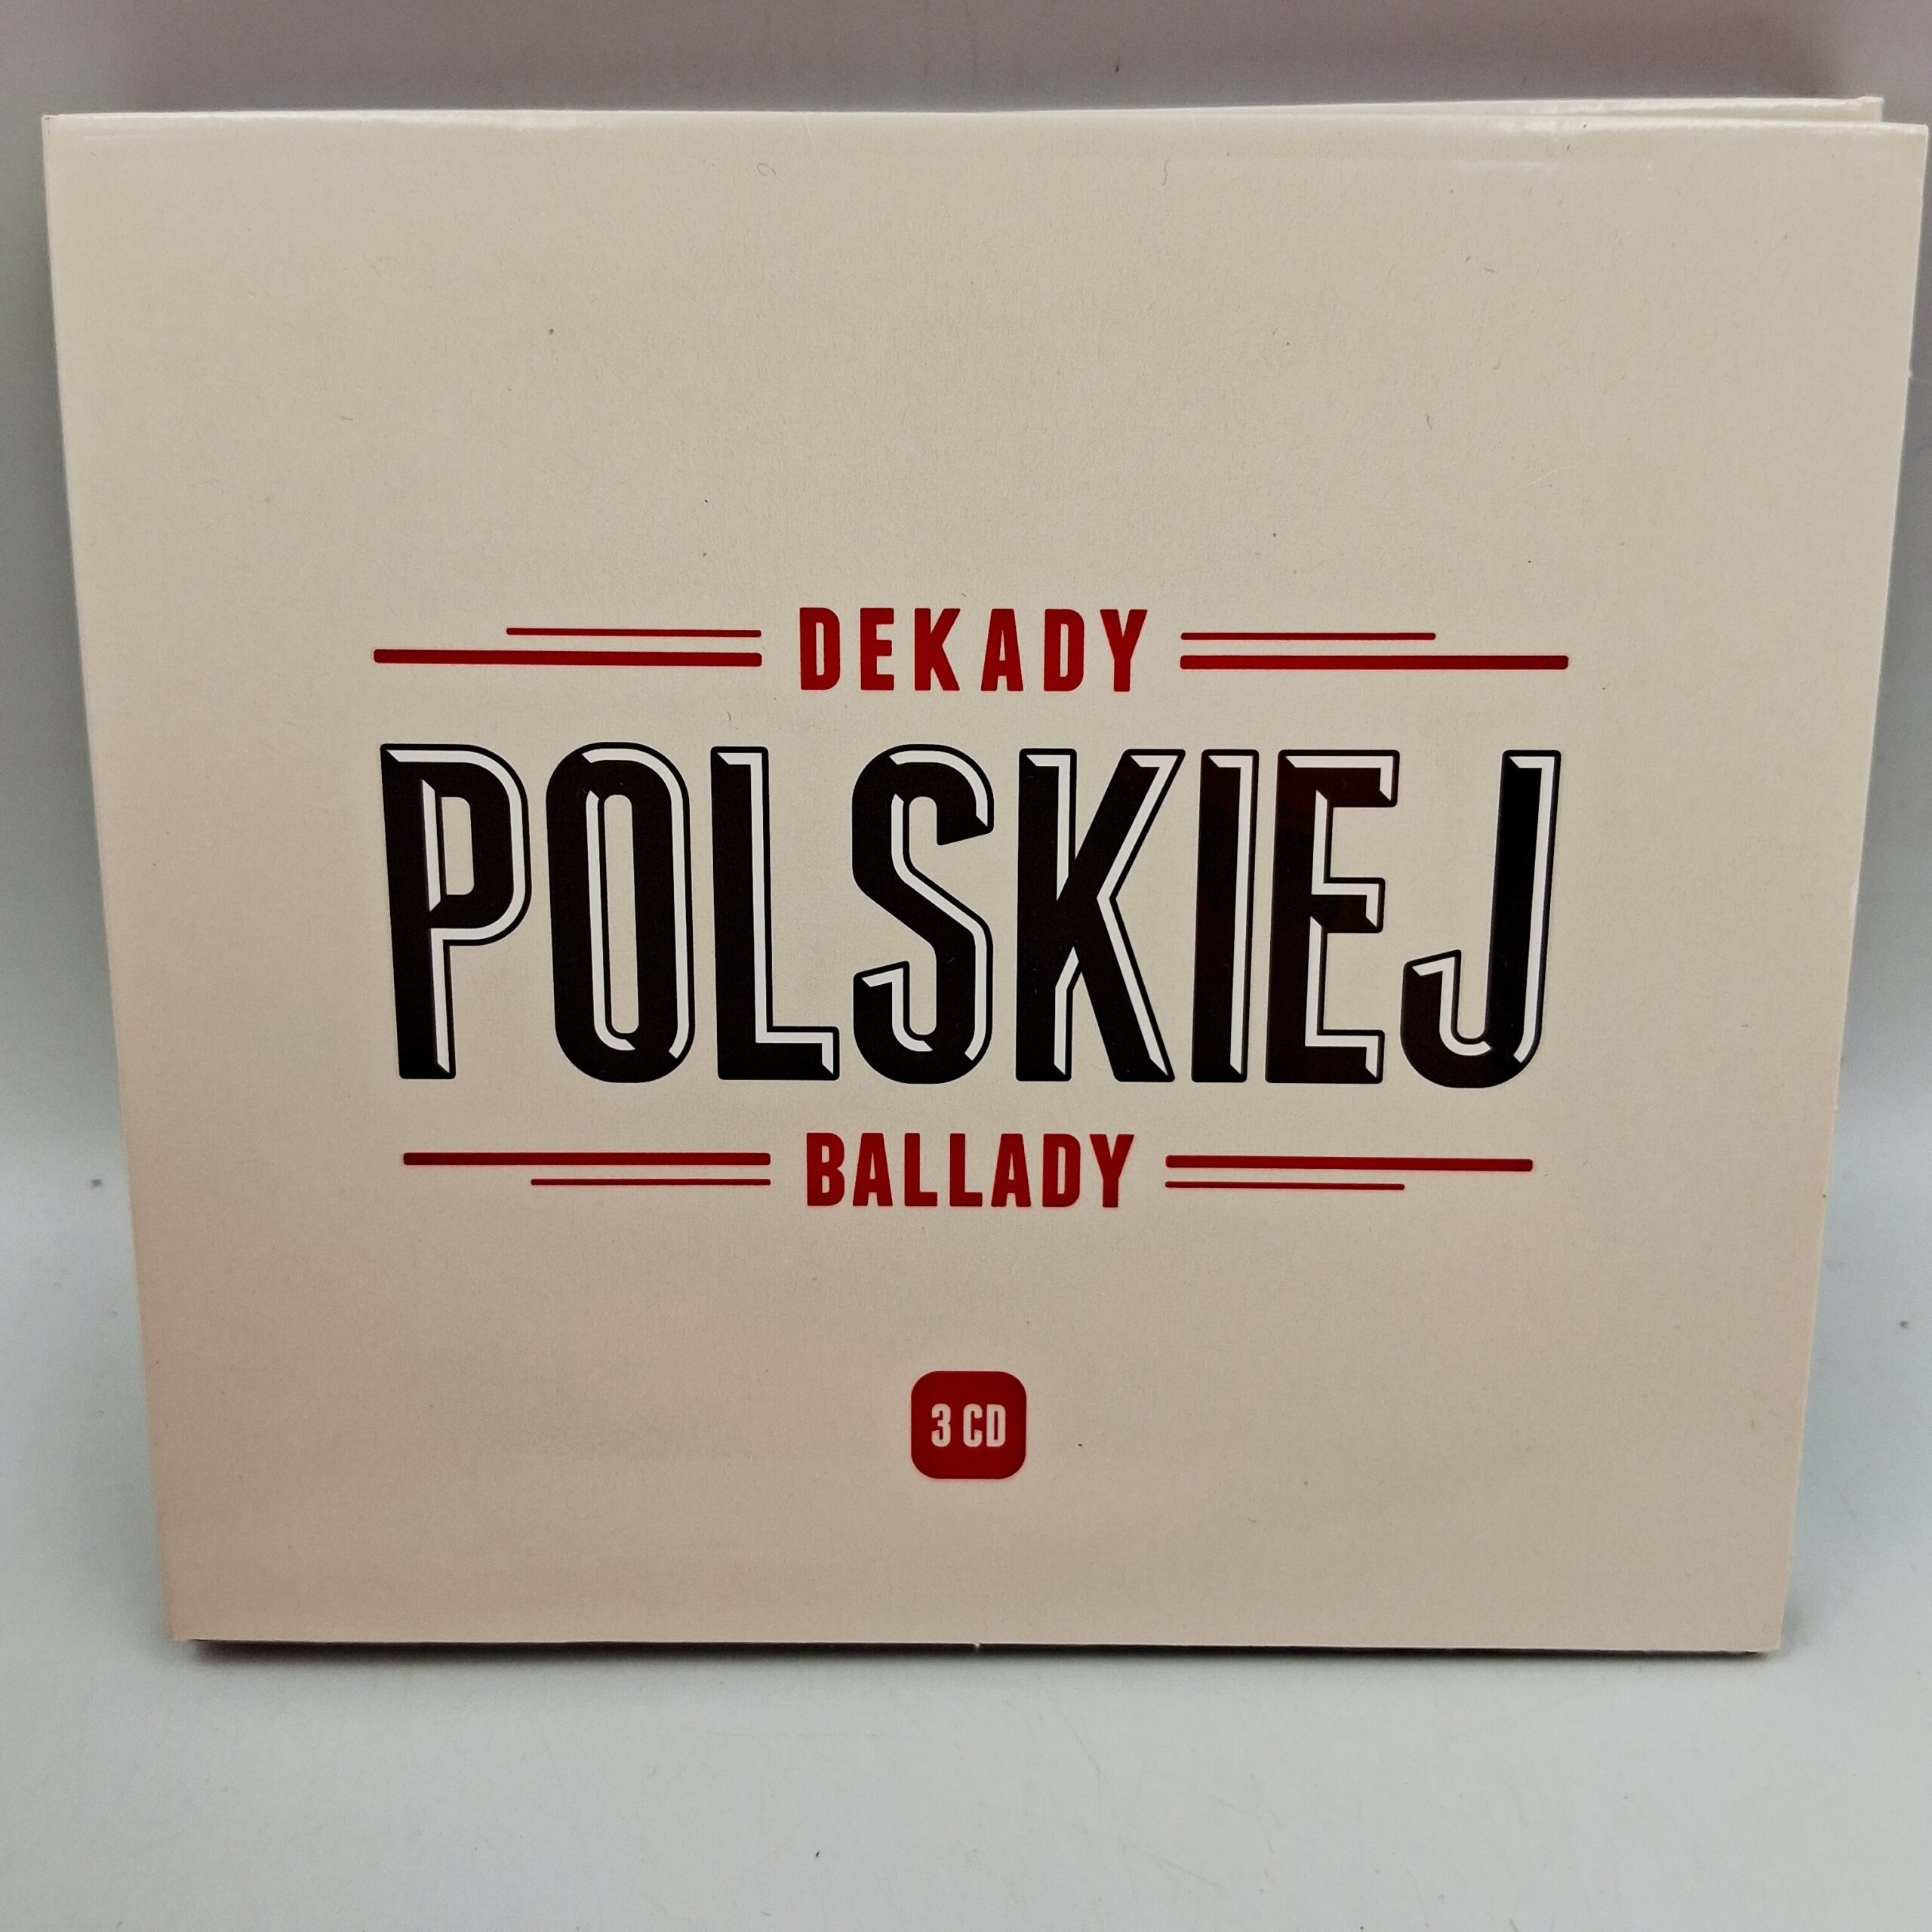 DEKADY
POLSKIEJ
BALLADY
3 CD